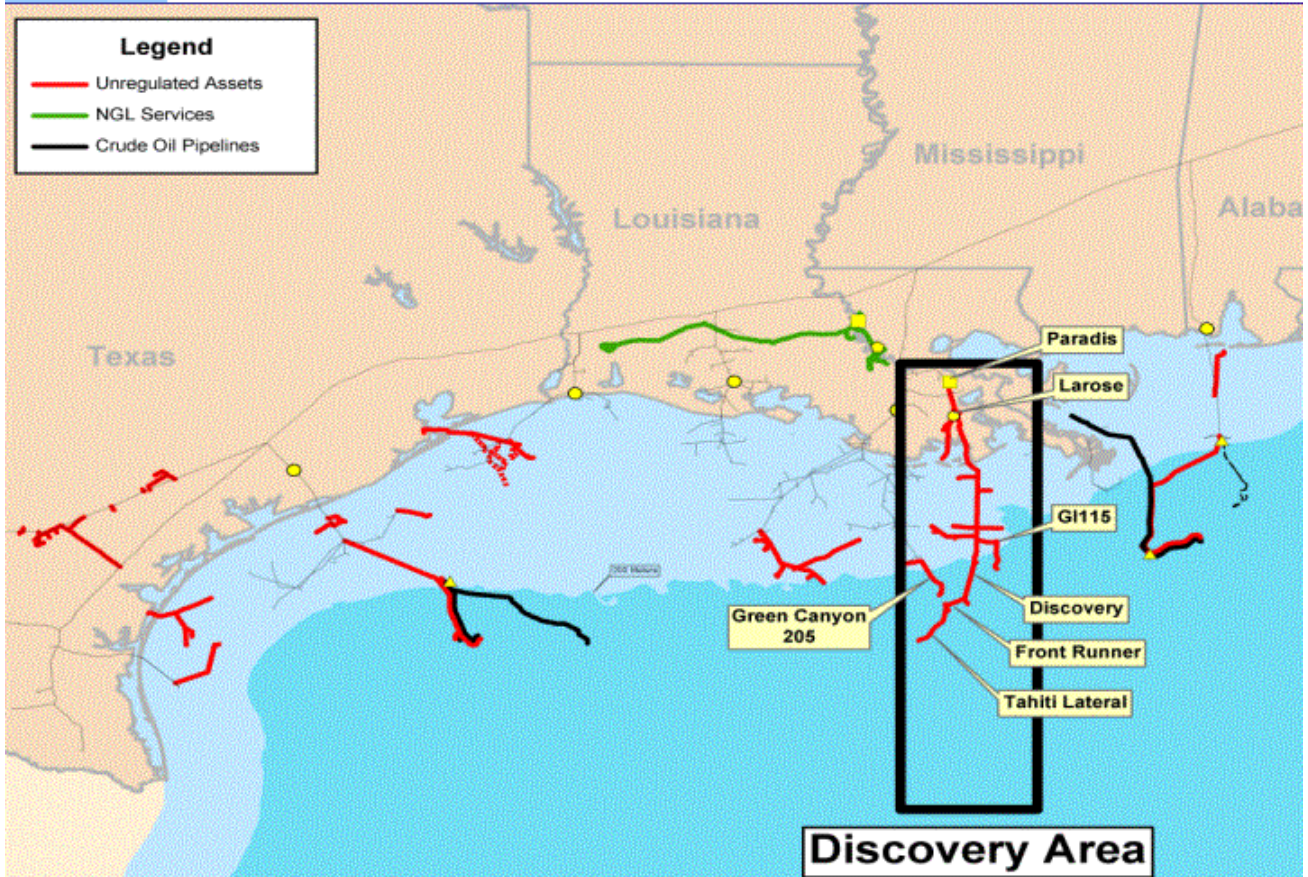 Legend
Unregulated Assets
NGL Services
Crude Oil Pipelines
Mississippi
Louisiana
Alaba
Texas
Paradis
Larose
GI115
Discovery
Green Canyon
205
Front Runner
Tahiti Lateral
Discovery Area